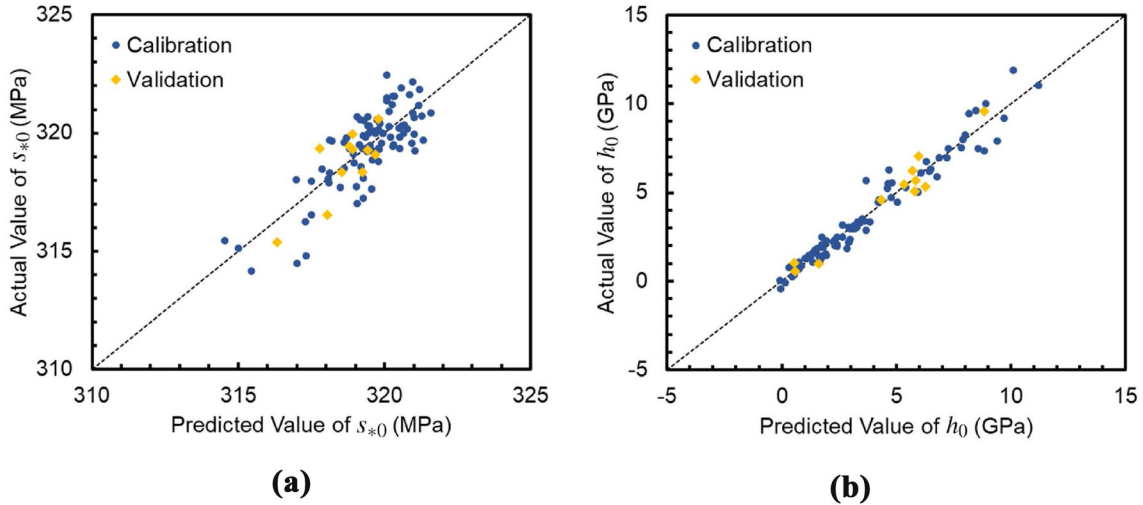 325
320
315
310
Actual Value of s*0 (MPa)
Calibration
Validation
310
315
320
325
Predicted Value of s*0 (MPa)
(a)
15
10
5
0
-5
Actual Value of h0 (GPa)
Calibration
Validation
-5
0
5
10
15
Predicted Value of h0 (GPa)
(b)